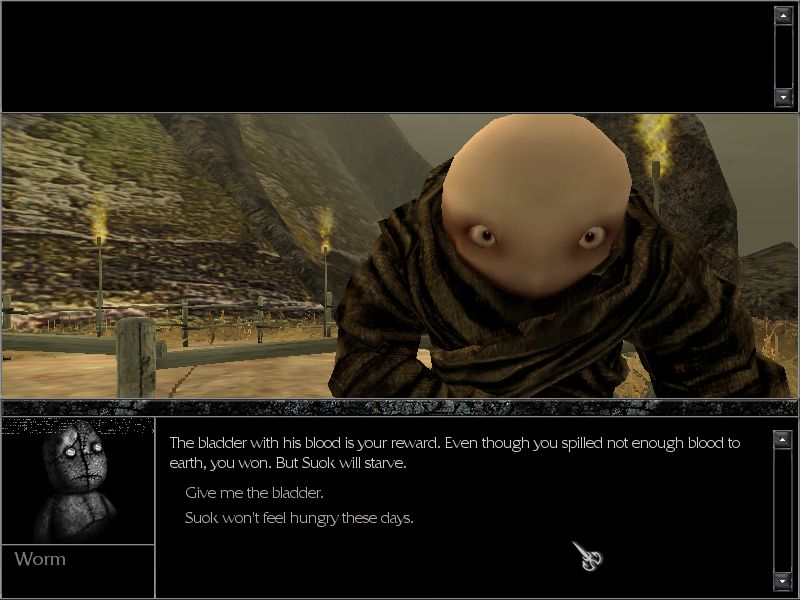 The bladder with his blood is your reward. Even though you spilled not enough blood to
earth, you won. But Suok will starve.
Give me the bladder.
Suok won't feel hungry these days.
Worm